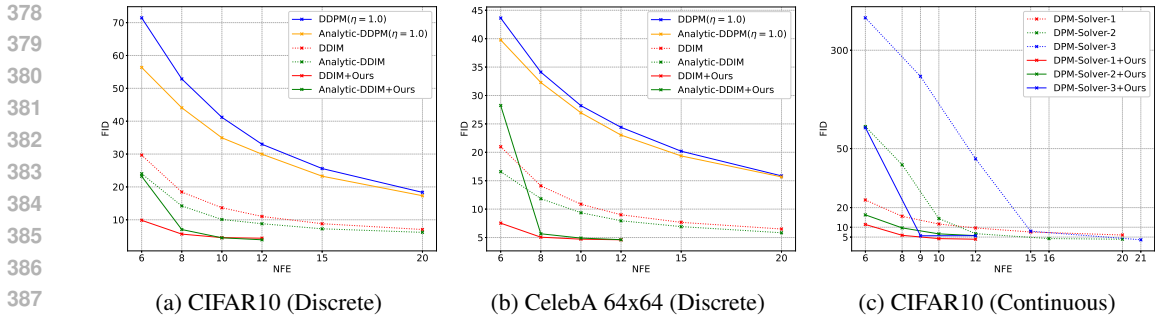 378
379
380
381
382
383
384
385
386
387
70
60
50
40
30
20
10
FID
6
8
10
12
15
20
NFE
DDPM(η = 1.0)
Analytic-DDPM(η = 1.0)
DDIM
Analytic-DDIM
DDIM+Ours
Analytic-DDIM+Ours
(a) CIFAR10 (Discrete)
45
40
35
30
25
20
15
10
5
FID
6
8
10
12
15
20
NFE
DDPM(η = 1.0)
Analytic-DDPM(η = 1.0)
DDIM
Analytic-DDIM
DDIM+Ours
Analytic-DDIM+Ours
(b) CelebA 64x64 (Discrete)
300
50
20
10
5
FID
6
8
9
10
12
15
16
20
21
NFE
DPM-Solver-1
DPM-Solver-2
DPM-Solver-3
DPM-Solver-1+Ours
DPM-Solver-2+Ours
DPM-Solver-3+Ours
(c) CIFAR10 (Continuous)